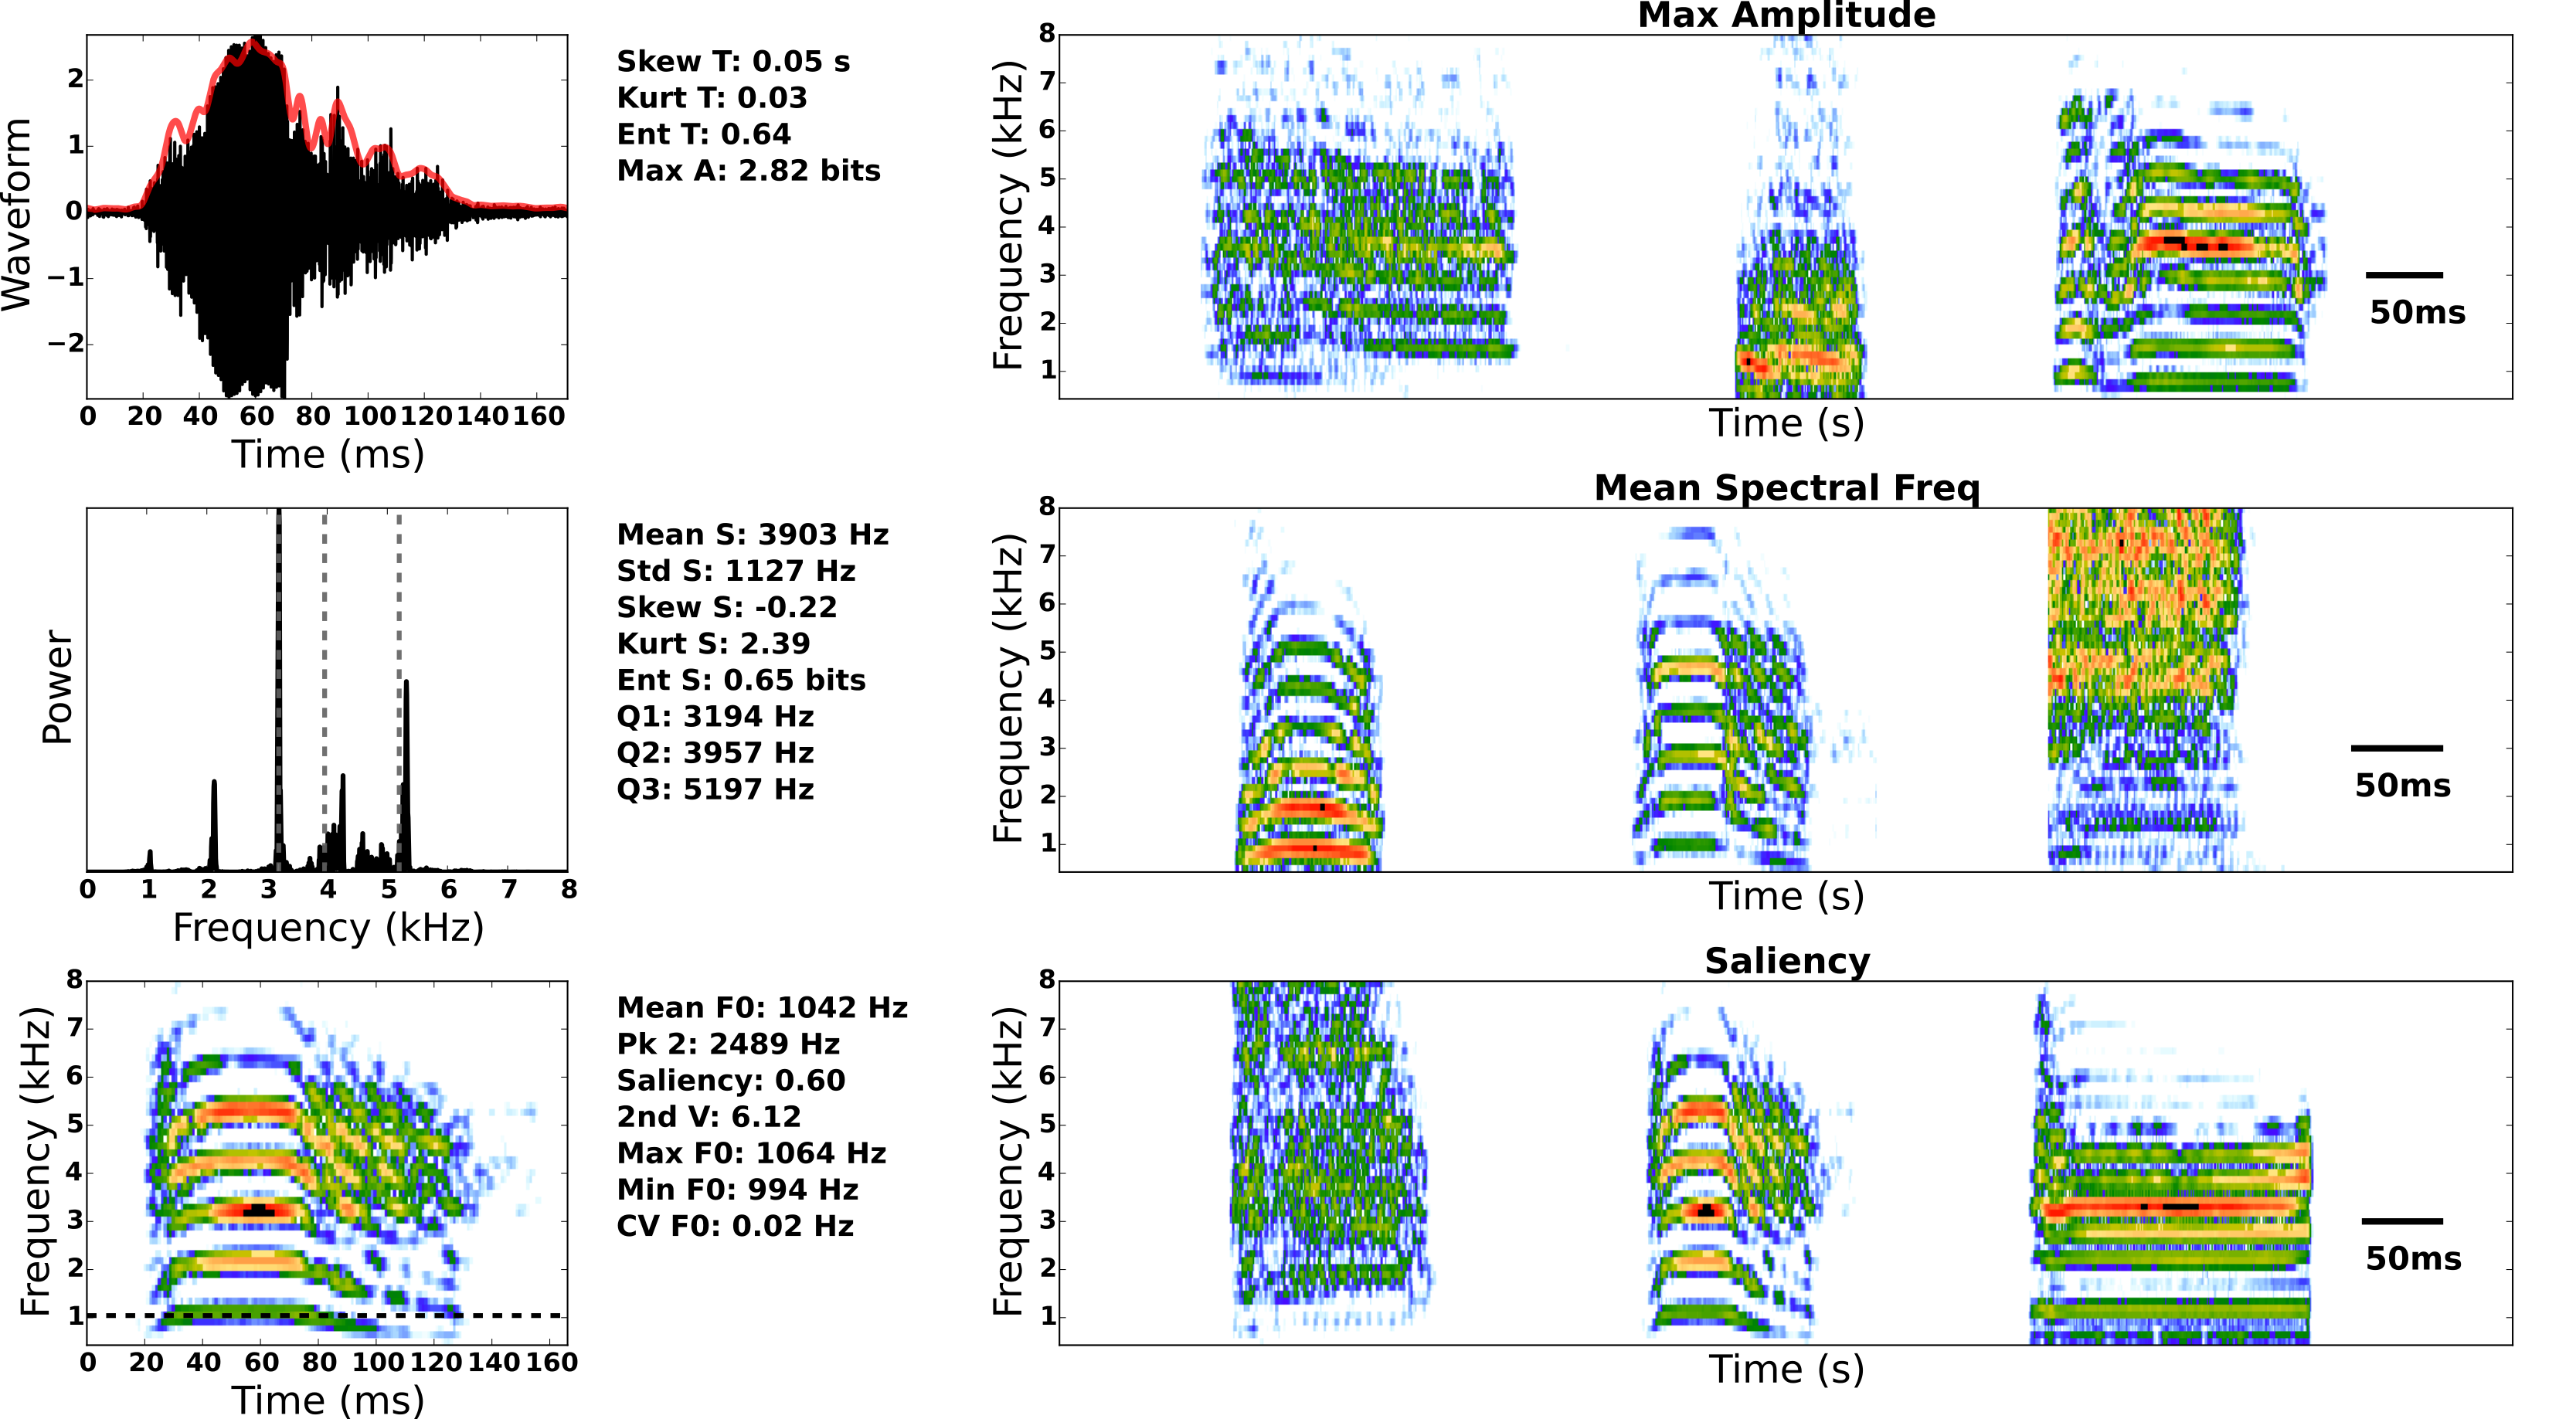 Waveform
2
1
0
−1
−2
0 20 40 60 80 100 120 140 160
Time (ms)
Skew T: 0.05 s
Kurt T: 0.03
Ent T: 0.64
Max A: 2.82 bits
Max Amplitude
Frequency (kHz)
8
7
6
5
4
3
2
1
50ms
Time (s)
Power
0 1 2 3 4 5 6 7 8
Frequency (kHz)
Mean S: 3903 Hz
Std S: 1127 Hz
Skew S: -0.22
Kurt S: 2.39
Ent S: 0.65 bits
Q1: 3194 Hz
Q2: 3957 Hz
Q3: 5197 Hz
Mean Spectral Freq
Frequency (kHz)
8
7
6
5
4
3
2
1
50ms
Time (s)
Frequency (kHz)
8
7
6
5
4
3
2
1
0 20 40 60 80 100 120 140 160
Time (ms)
Mean F0: 1042 Hz
Pk 2: 2489 Hz
Saliency: 0.60
2nd V: 6.12
Max F0: 1064 Hz
Min F0: 994 Hz
CV F0: 0.02 Hz
Saliency
Frequency (kHz)
8
7
6
5
4
3
2
1
50ms
Time (s)